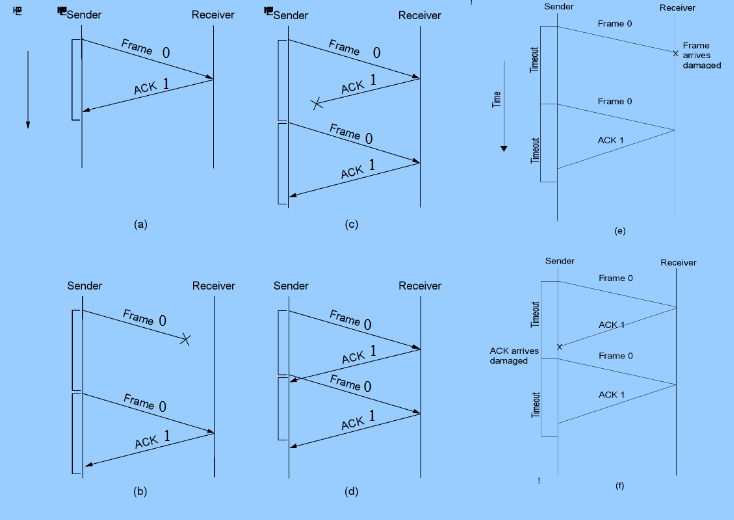 Sender
Receiver
Frame 0
ACK 1
(a)
Sender
Receiver
Frame 0
ACK 1
Frame 0
ACK 1
(c)
Sender
Receiver
Frame 0
Frame
arrives
damaged
Timeout
Time
Frame 0
ACK 1
Timeout
(e)
Sender
Receiver
Frame 0
Frame 0
ACK 1
(b)
Sender
Receiver
Frame 0
ACK 1
Frame 0
ACK 1
(d)
Sender
Receiver
Frame 0
Timeout
ACK 1
ACK arrives
damaged
Frame 0
Timeout
ACK 1
(f)